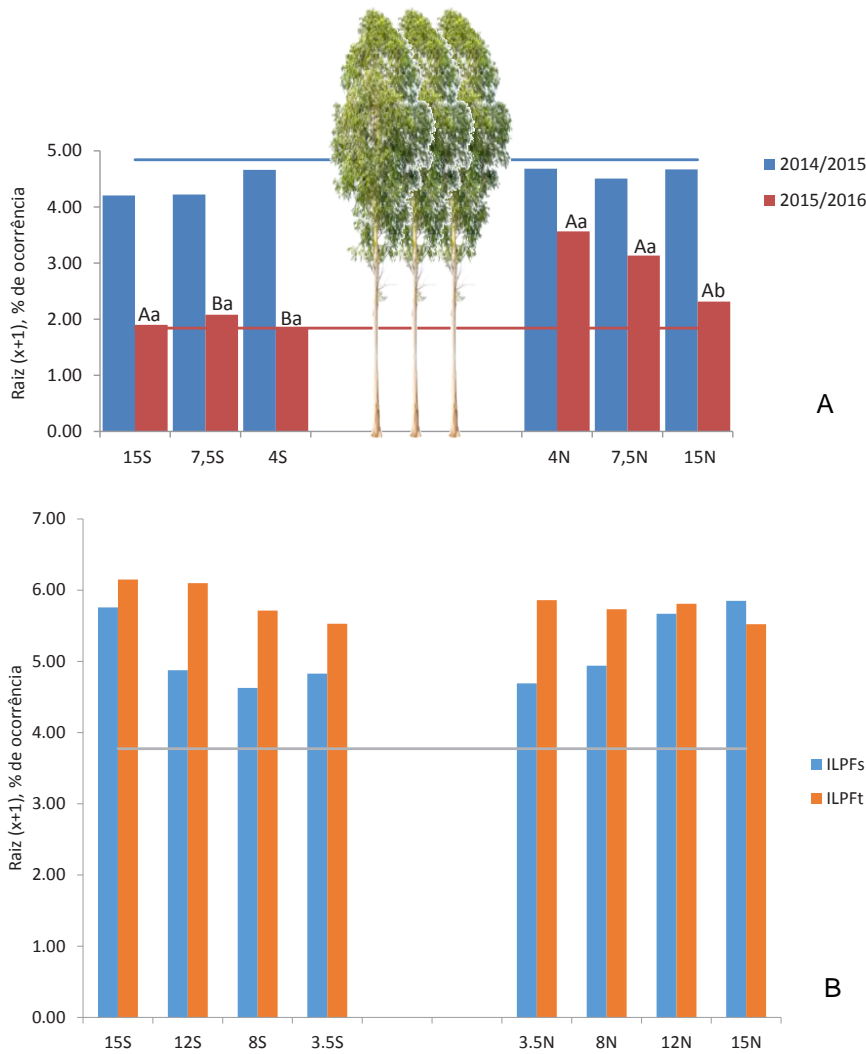 5.00
4.00
3.00
2.00
1.00
0.00
Raiz (x+1), % de ocorrência
Aa
Ba
Ba
Aa
Aa
Ab
15S
7,5S
4S
4N
7,5N
15N
2014/2015
2015/2016
A
7.00
6.00
5.00
4.00
3.00
2.00
1.00
0.00
Raiz (x+1), % de ocorrência
15S
12S
8S
3.5S
3.5N
8N
12N
15N
ILPFs
ILPFt
B